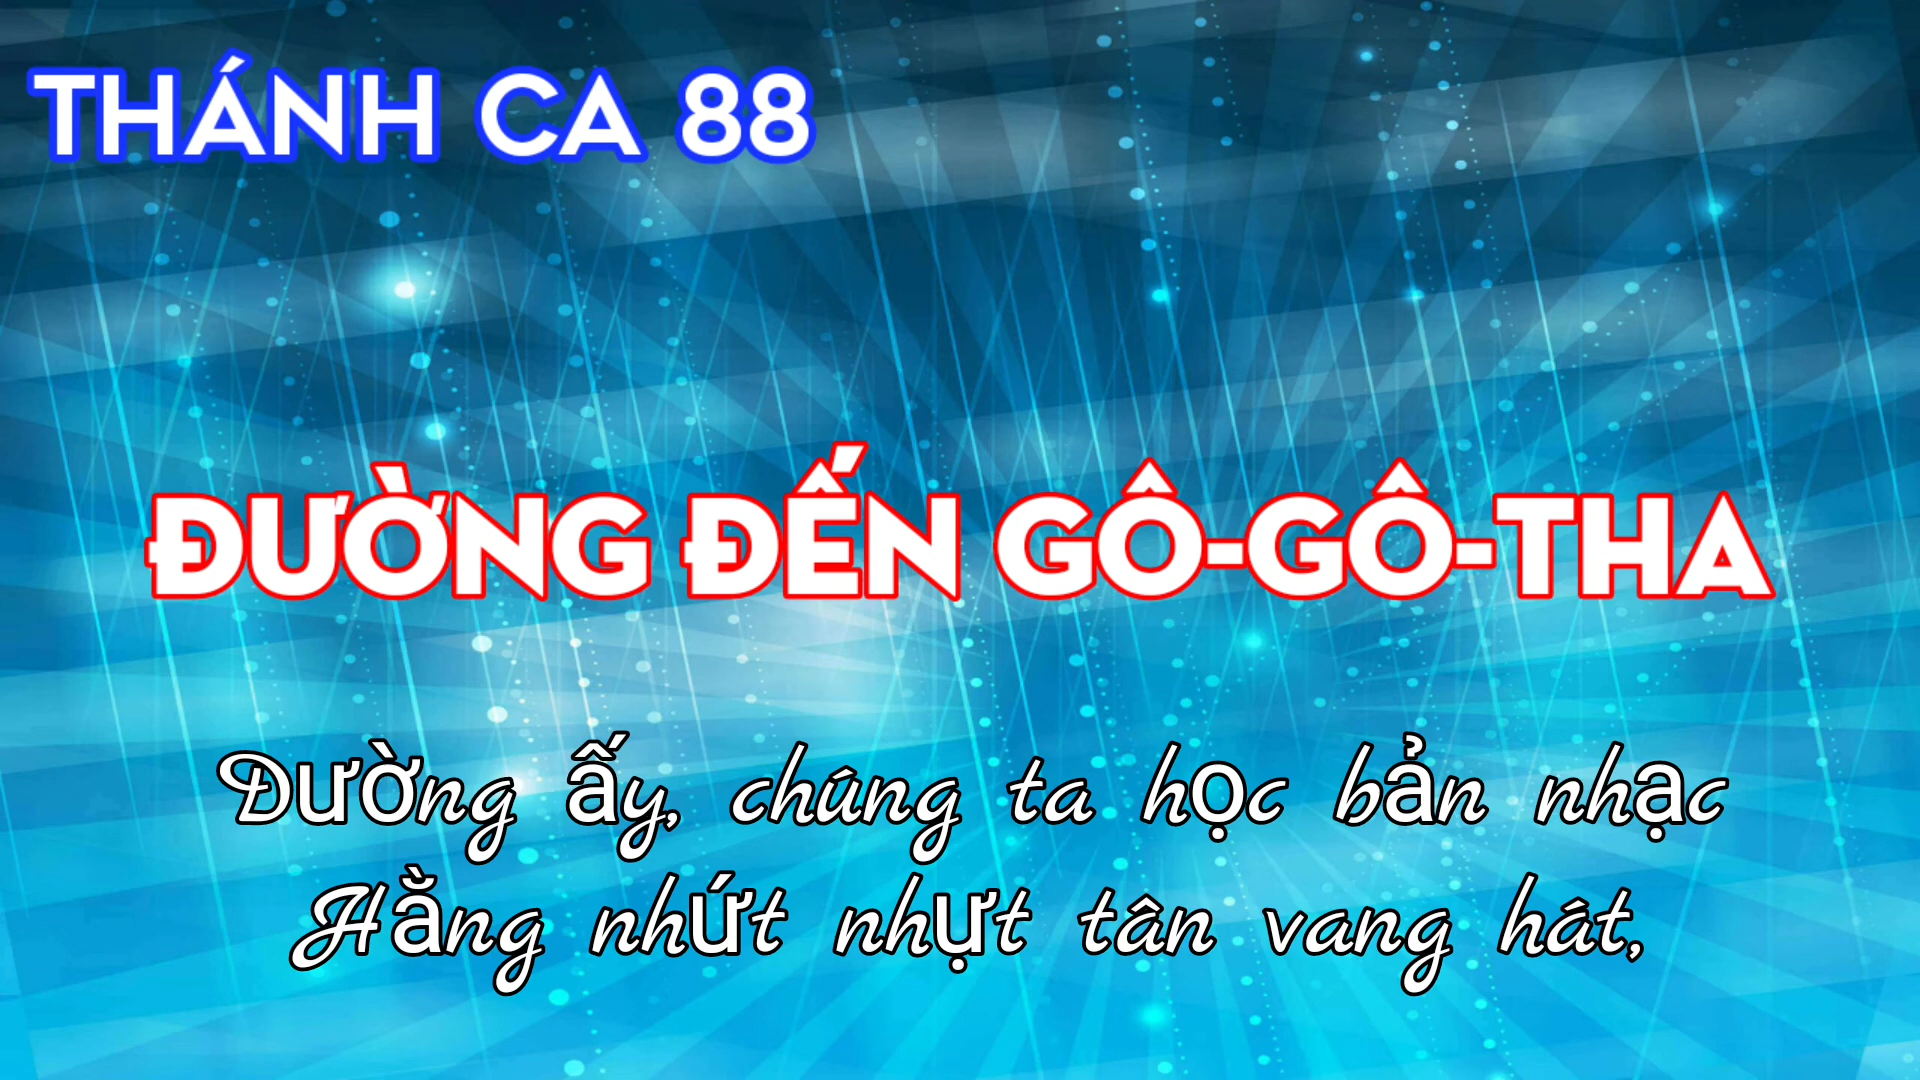 THÁNH CA 88
ĐƯỜNG ĐẾN GÔ-GÔ-THA
Đường ấy, chúng ta học bản nhạc
Hằng nhứt nhựt tân vang hát,